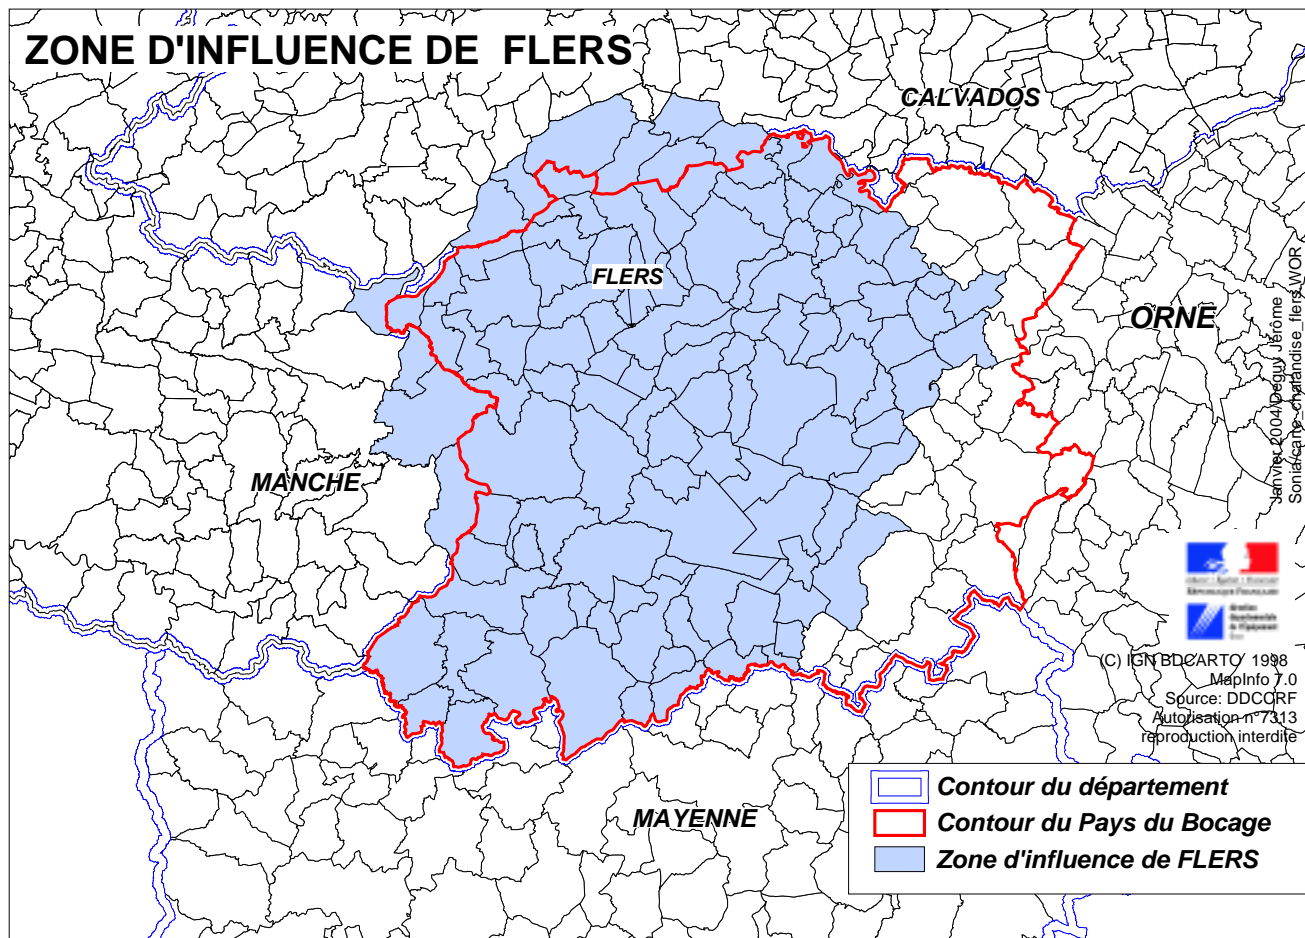 ZONE D'INFLUENCE DE FLERS
CALVADOS
FLERS
ORNE
MANCHE
MAYENNE
Janvier 2004/Deguy Jérôme
Sonia/carte_chalandise_flers.WOR
(C) IGN BDCARTO 1998
MapInfo 7.0
Source: DDCCRF
Autorisation n°7313
reproduction interdite
Contour du département
Contour du Pays du Bocage
Zone d'influence de FLERS